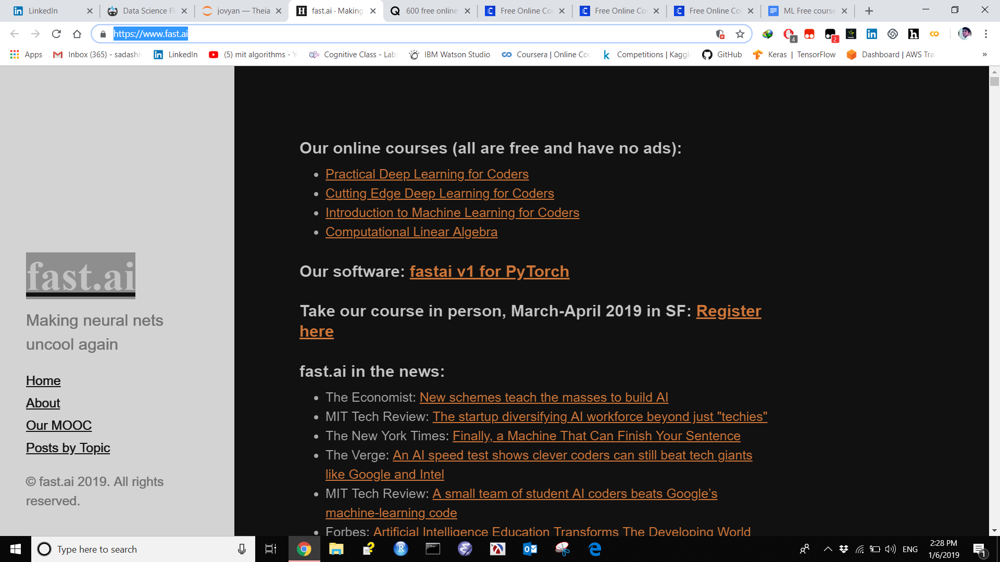 LinkedIn
Data Science Fl
jovyan — Theia
fast.ai · Making
600 free online
Free Online Co
Free Online Co
Free Online Co
ML Free course
https://www.fast.ai
4
2
Apps
Inbox (365) - sadashi
LinkedIn
(5) mit algorithms - Y
Cognitive Class - Lab
IBM Watson Studio
Coursera | Online Co
Competitions | Kaggl
GitHub
Keras | TensorFlow
Dashboard | AWS Tra
»
Our online courses (all are free and have no ads):
Practical Deep Learning for Coders
Cutting Edge Deep Learning for Coders
Introduction to Machine Learning for Coders
Computational Linear Algebra
Our software: fastai v1 for PyTorch
Take our course in person, March-April 2019 in SF: Register
here
fast.ai in the news:
The Economist: New schemes teach the masses to build AI
MIT Tech Review: The startup diversifying AI workforce beyond just "techies"
The New York Times: Finally, a Machine That Can Finish Your Sentence
The Verge: An AI speed test shows clever coders can still beat tech giants
like Google and Intel
MIT Tech Review: A small team of student AI coders beats Google’s
machine-learning code
Forbes: Artificial Intelligence Education Transforms The Developing World
fast.ai
Making neural nets
uncool again
Home
About
Our MOOC
Posts by Topic
© fast.ai 2019. All rights
reserved.
Type here to search
ENG
2:28 PM
1/6/2019
1